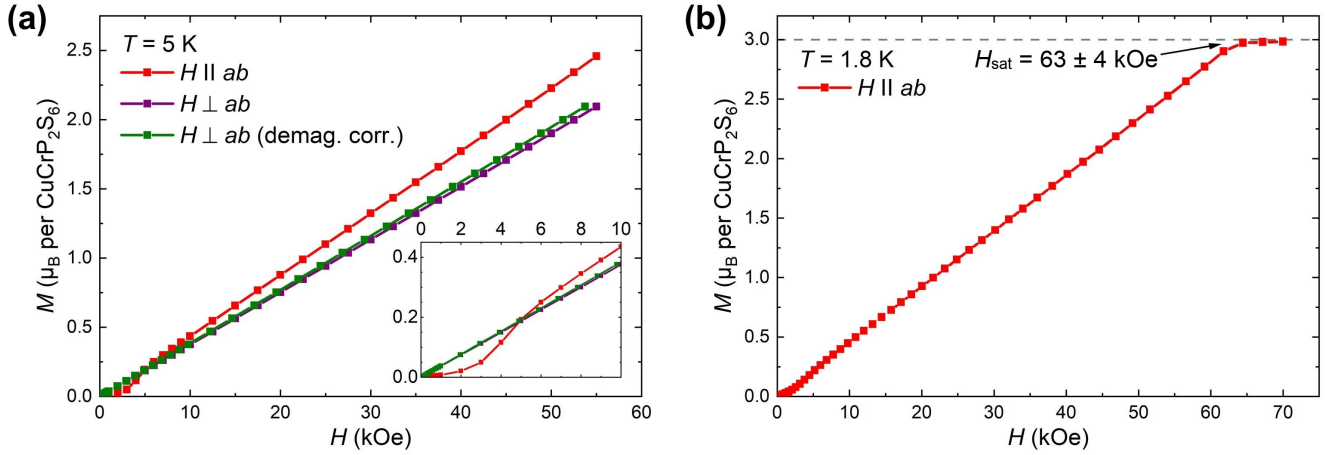 (a)
T = 5 K
H || ab
H ⊥ ab
H ⊥ ab (demag. corr.)
M (μB per CuCrP₂S₆)
2.5
2.0
1.5
1.0
0.5
0.0
0 10 20 30 40 50 60
H (kOe)
0 2 4 6 8 10
0.4
0.2
0.0
(b)
T = 1.8 K
H || ab
Hsat = 63 ± 4 kOe
M (μB per CuCrP₂S₆)
3.0
2.5
2.0
1.5
1.0
0.5
0.0
0 10 20 30 40 50 60 70
H (kOe)